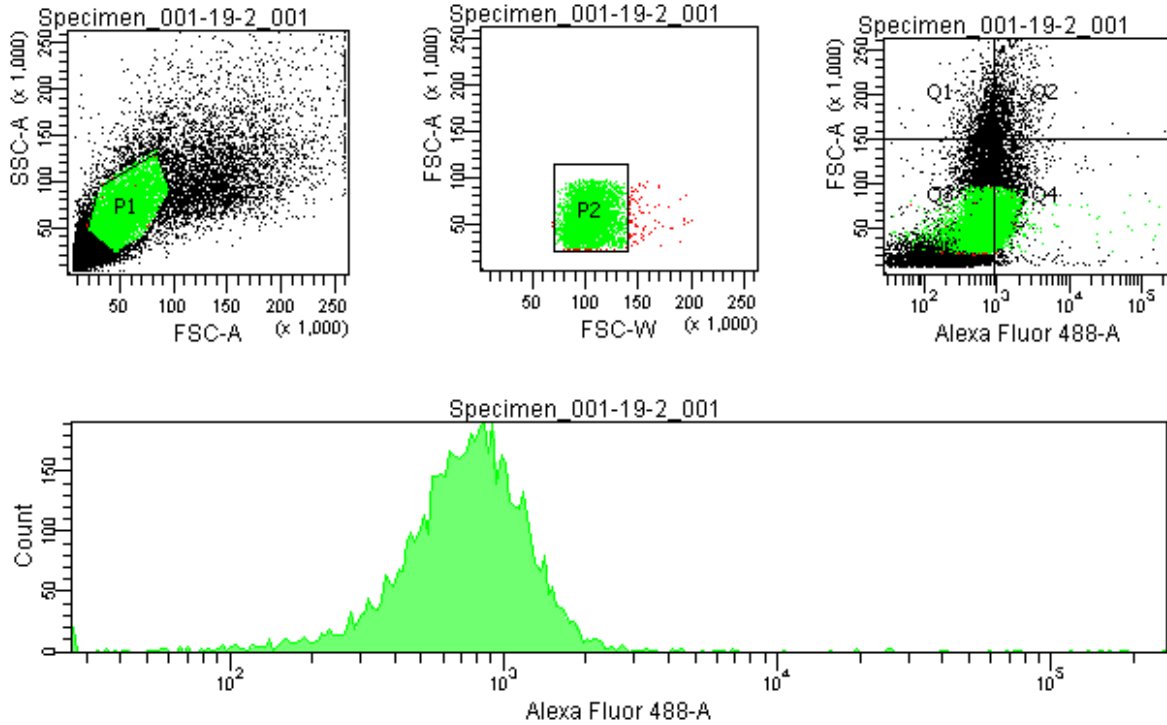 Specimen_001-19-2_001
SSC-A (x 1,000)
50 100 150 200 250
P1
50 100 150 200 250
FSC-A (x 1,000)
Specimen_001-19-2_001
FSC-A (x 1,000)
50 100 150 200 250
P2
50 100 150 200 250
FSC-W (x 1,000)
Specimen_001-19-2_001
FSC-A (x 1,000)
50 100 150 200 250
Q1 Q2
Q4
10² 10³ 10⁴ 10⁵
Alexa Fluor 488-A
Specimen_001-19-2_001
Count
0 50 100 150
10² 10³ 10⁴ 10⁵
Alexa Fluor 488-A